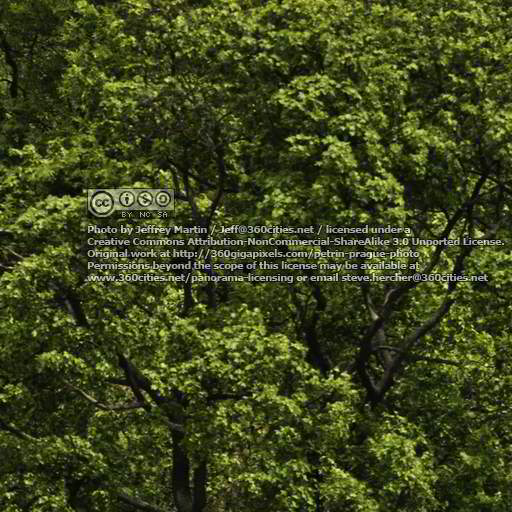 cc
BY NC SA
Photo by Jeffrey Martin / Jeff@360cities.net / licensed under a
Creative Commons Attribution-NonCommercial-ShareAlike 3.0 Unported License.
Original work at http://360gigapixels.com/petrin-prague-photo
Permissions beyond the scope of this license may be available at
www.360cities.net/panorama-licensing or email steve.hercher@360cities.net